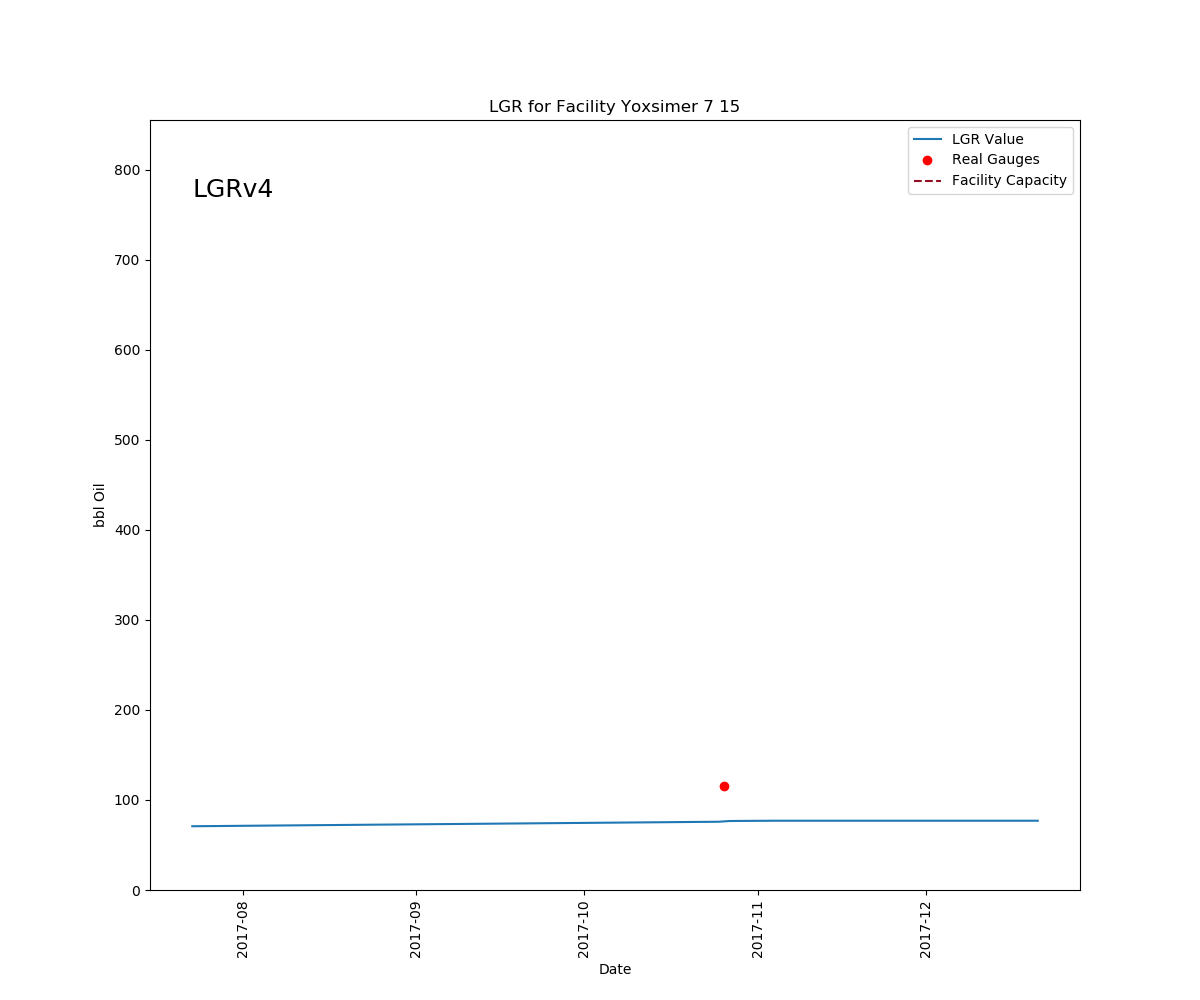 LGR for Facility Yoxsimer 7 15
LGRv4
LGR Value
Real Gauges
Facility Capacity
bbl Oil
800
700
600
500
400
300
200
100
0
2017-08
2017-09
2017-10
2017-11
2017-12
Date